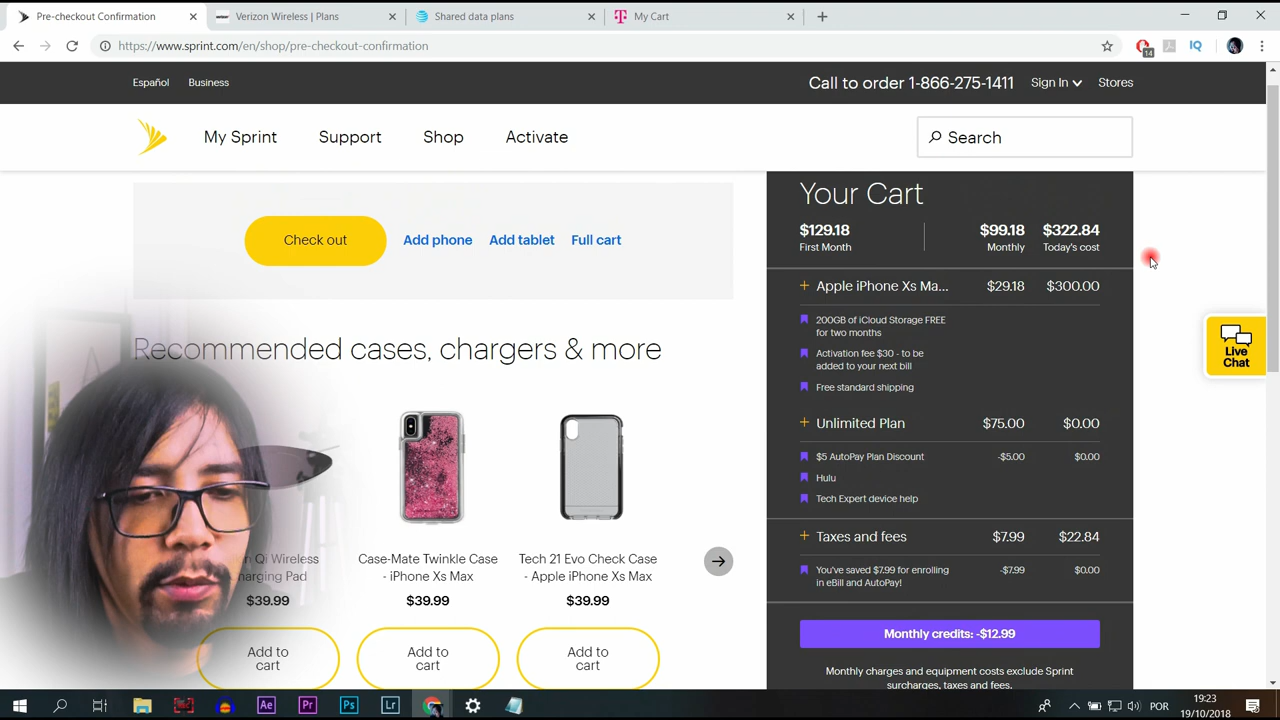 Pre-checkout Confirmation
Verizon Wireless | Plans
Shared data plans
My Cart
https://www.sprint.com/en/shop/pre-checkout-confirmation
14
IQ
Español
Business
Call to order 1-866-275-1411
Sign In
Stores
My Sprint
Support
Shop
Activate
Search
Check out
Add phone
Add tablet
Full cart
Your Cart
$129.18
First Month
$99.18
Monthly
$322.84
Today's cost
Apple iPhone Xs Ma... $29.18 $300.00
200GB of iCloud Storage FREE
for two months
Activation fee $30 - to be
added to your next bill
Free standard shipping
Unlimited Plan $75.00 $0.00
$5 AutoPay Plan Discount -$5.00 $0.00
Hulu
Tech Expert device help
Taxes and fees $7.99 $22.84
You've saved $7.99 for enrolling -$7.99 $0.00
in eBill and AutoPay!
Monthly credits: -$12.99
Monthly charges and equipment costs exclude Sprint
surcharges, taxes and fees.
Live
Chat
Recommended cases, chargers & more
Qi Wireless
Charging Pad
$39.99
Add to
cart
Case-Mate Twinkle Case
- iPhone Xs Max
$39.99
Add to
cart
Tech 21 Evo Check Case
- Apple iPhone Xs Max
$39.99
Add to
cart
Ae
Pr
Ps
Lr
POR
19:23
19/10/2018